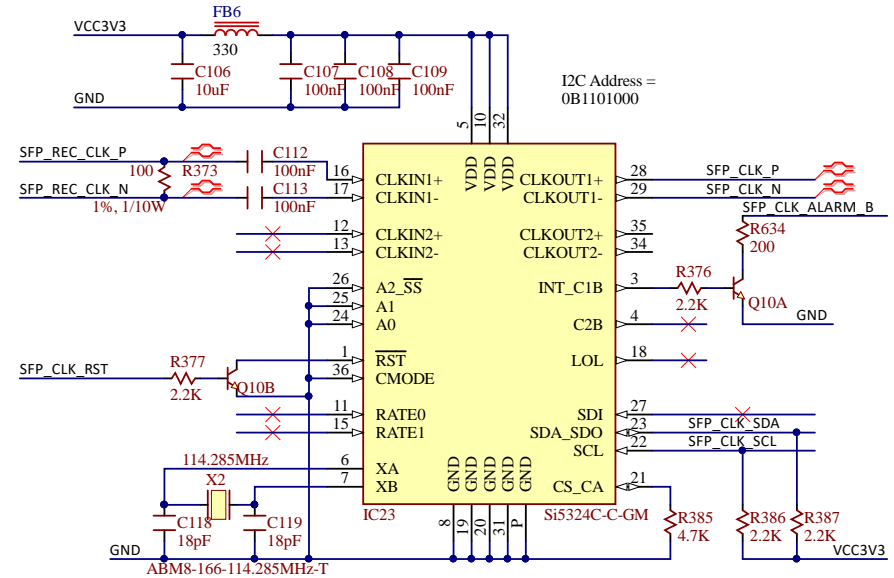 FB6
VCC3V3
330
C106
10uF
C107
100nF
C108
100nF
C109
100nF
GND
I2C Address =
0B1101000
5
10
32
VDD
VDD
VDD
SFP_REC_CLK_P
100
R373
C112
100nF
SFP_REC_CLK_N
1%, 1/10W
C113
100nF
16
CLKIN1+
17
CLKIN1-
12
CLKIN2+
13
CLKIN2-
26
A2_SS
25
A1
24
A0
1
RST
36
CMODE
11
RATE0
15
RATE1
6
XA
7
XB
CLKOUT1+
28
SFP_CLK_P
CLKOUT1-
29
SFP_CLK_N
CLKOUT2+
35
CLKOUT2-
34
INT_C1B
3
C2B
4
LOL
18
SDI
27
SDA_SDO
23
SFP_CLK_SDA
SCL
22
SFP_CLK_SCL
CS_CA
21
SFP_CLK_ALARM_B
R634
200
R376
2.2K
Q10A
GND
SFP_CLK_RST
R377
2.2K
Q10B
114.285MHz
X2
C118
18pF
C119
18pF
GND
ABM8-166-114.285MHz-T
GND
GND
GND
GND
GND
8
19
20
31
P
IC23
Si5324C-C-GM
R385
4.7K
R386
2.2K
R387
2.2K
VCC3V3